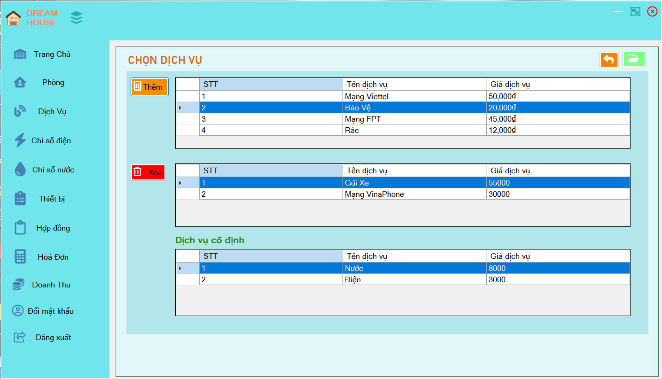 DREAM
HOUSE
Trang Chủ
Phòng
Dịch Vụ
Chỉ số điện
Chỉ số nước
Thiết bị
Hợp đồng
Hoá Đơn
Doanh Thu
Đổi mật khẩu
Đăng xuất
CHỌN DỊCH VỤ
Thêm
STT Tên dịch vụ Giá dịch vụ
1 Mạng Viettel 50,000đ
2 Bảo Vệ 20,000đ
3 Mạng FPT 45,000đ
4 Rác 12,000đ
Xóa
STT Tên dịch vụ Giá dịch vụ
1 Gửi Xe 55000
2 Mạng VinaPhone 30000
Dịch vụ cố định
STT Tên dịch vụ Giá dịch vụ
1 Nước 8000
2 Điện 3000